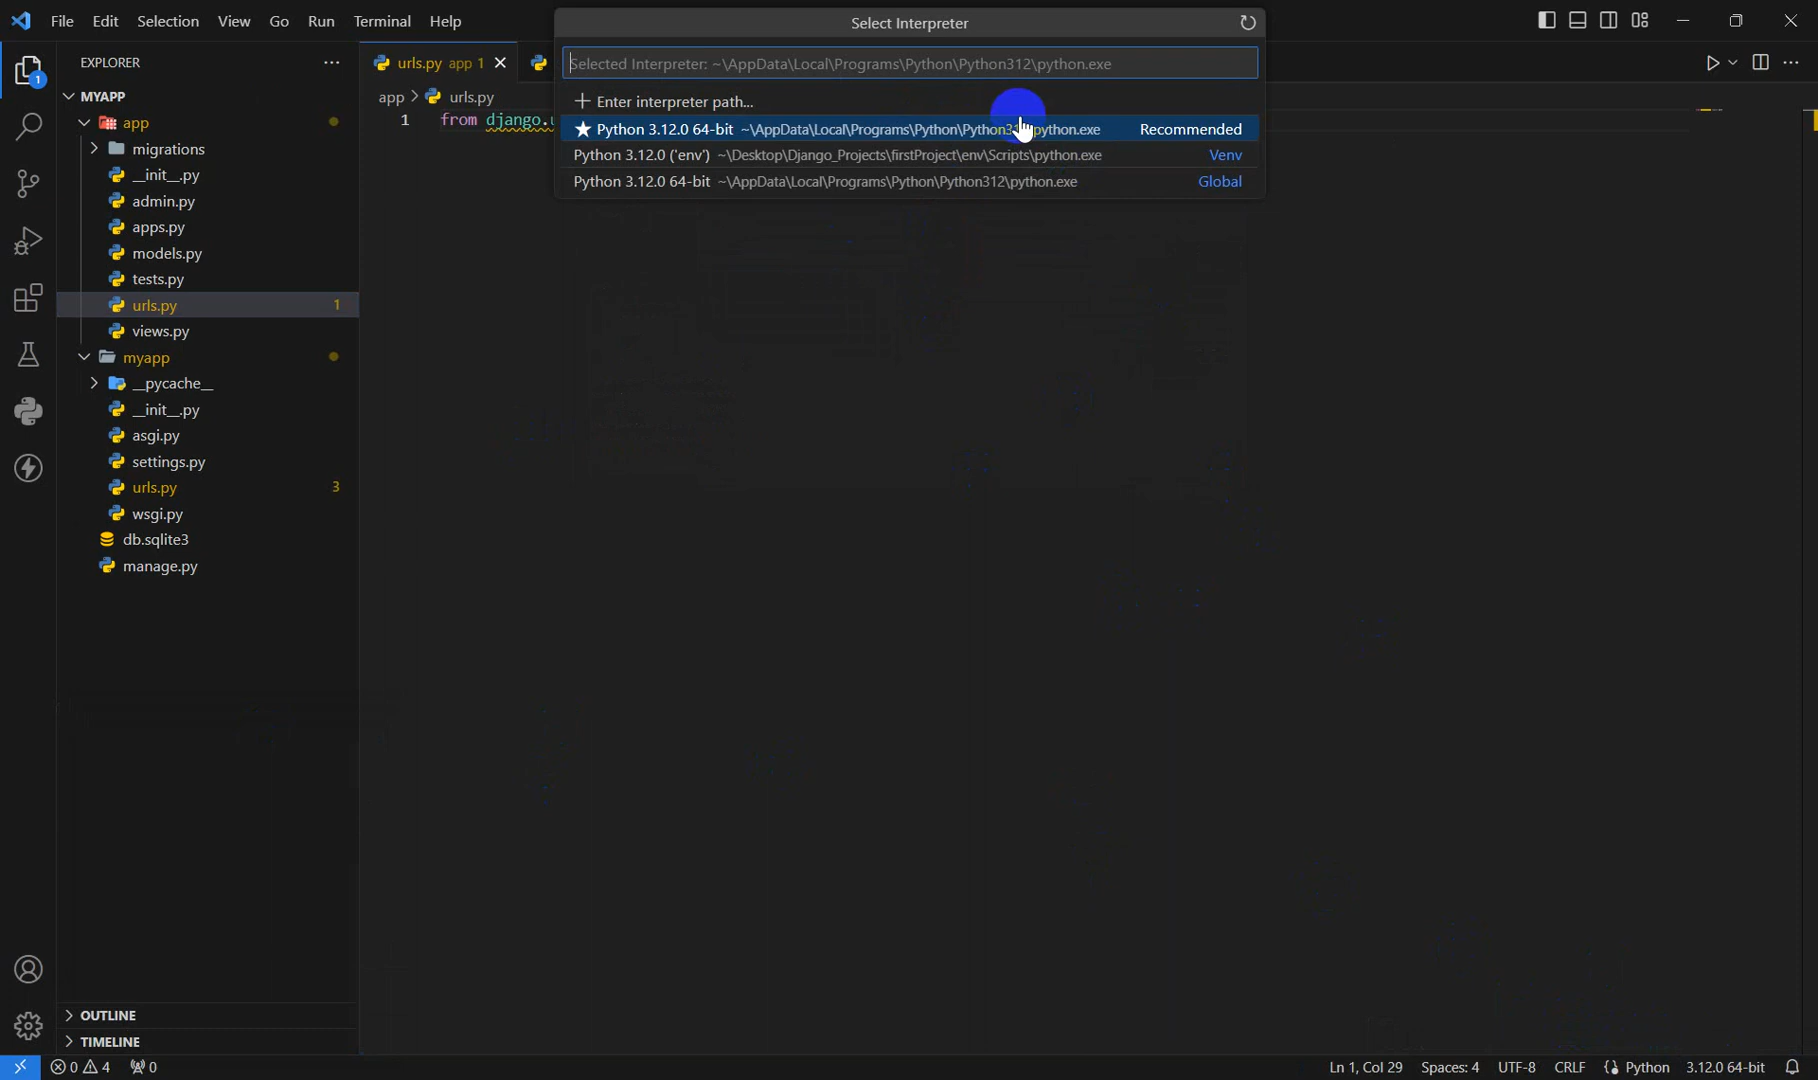 File Edit Selection View Go Run Terminal Help
Select Interpreter
Selected Interpreter: ~\AppData\Local\Programs\Python\Python312\python.exe
Enter interpreter path...
Python 3.12.0 64-bit ~\AppData\Local\Programs\Python\ Recommended
Python 3.12.0 ('env') ~\Desktop\Django_Projects\firstProject\env\Scripts\python.exe Venv
Python 3.12.0 64-bit ~\AppData\Local\Programs\Python\Python312\python.exe Global
EXPLORER
urls.py app 1
app > urls.py
1 from
1
MYAPP
app
migrations
__init__.py
admin.py
apps.py
models.py
tests.py
urls.py 1
views.py
myapp
__pycache__
__init__.py
asgi.py
settings.py
urls.py 3
wsgi.py
db.sqlite3
manage.py
OUTLINE
TIMELINE
0 4 0 Ln 1, Col 29 Spaces: 4 UTF-8 CRLF Python 3.12.0 64-bit